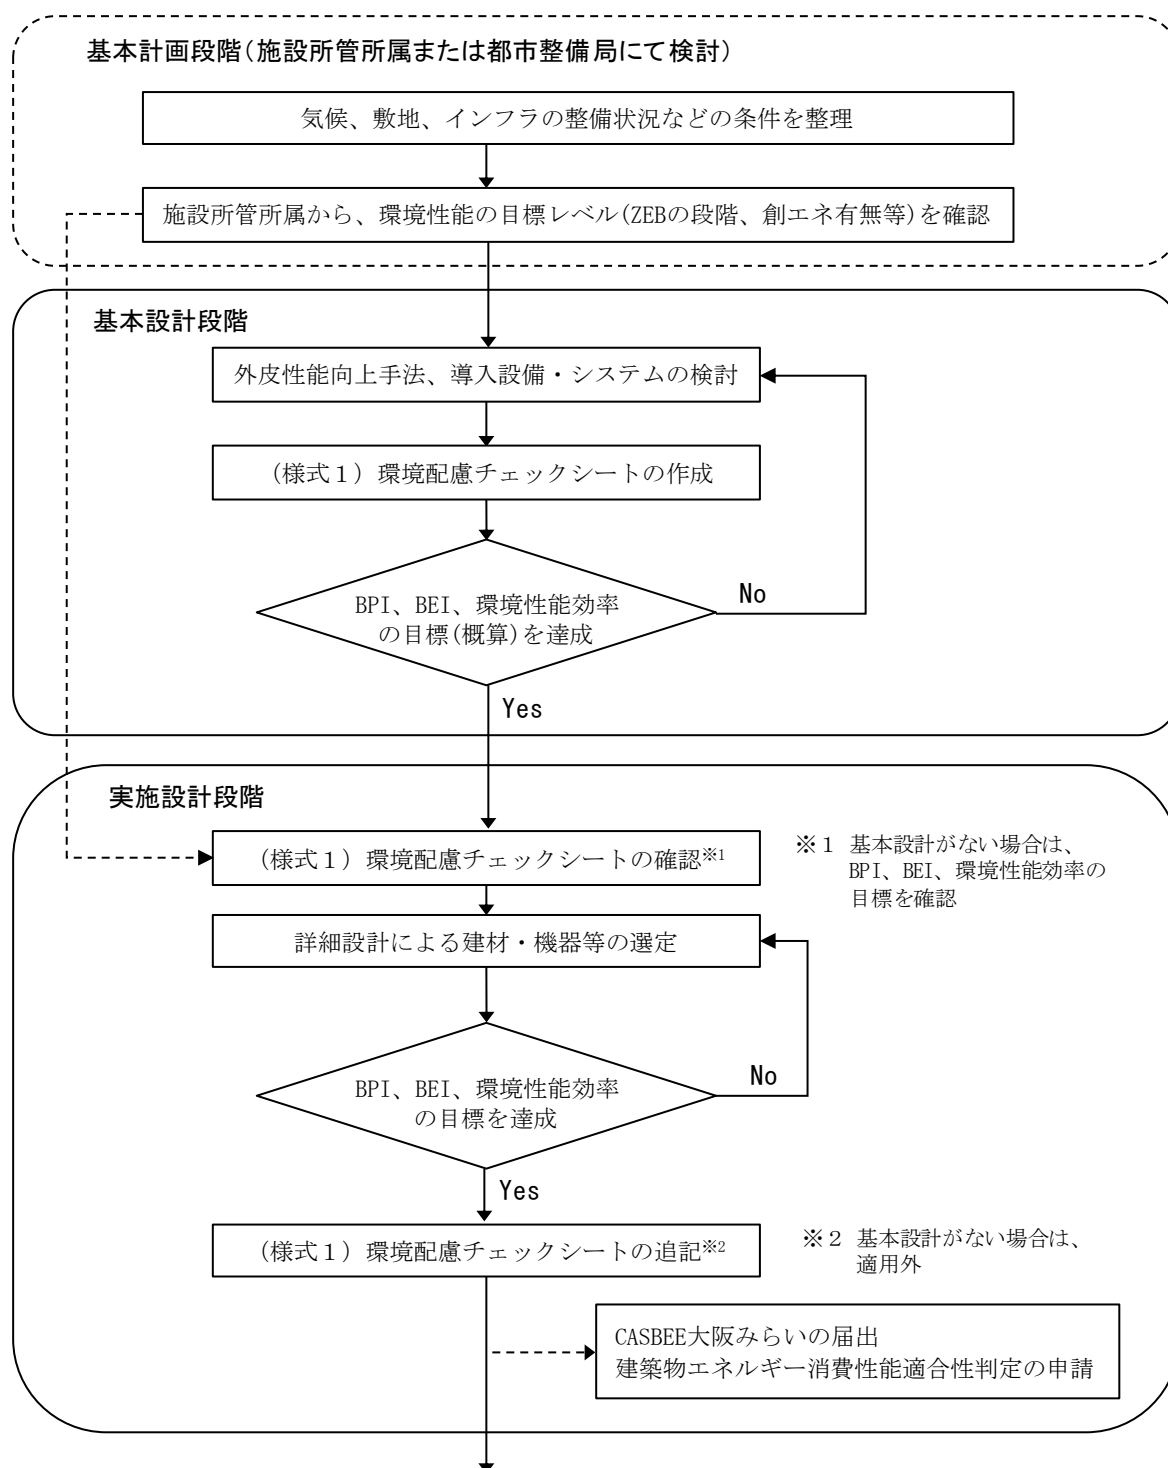 基本計画段階(施設所管所属または都市整備局にて検討)
気候、敷地、インフラの整備状況などの条件を整理
施設所管所属から、環境性能の目標レベル(ZEBの段階、創エネ有無等)を確認
基本設計段階
外皮性能向上手法、導入設備・システムの検討
(様式1)環境配慮チェックシートの作成
BPI、BEI、環境性能効率
の目標(概算)を達成
No
Yes
実施設計段階
(様式1)環境配慮チェックシートの確認※1
※1 基本設計がない場合は、
BPI、BEI、環境性能効率の
目標を確認
詳細設計による建材・機器等の選定
BPI、BEI、環境性能効率
の目標を達成
No
Yes
(様式1)環境配慮チェックシートの追記※2
※2 基本設計がない場合は、
適用外
CASBEE大阪みらいの届出
建築物エネルギー消費性能適合性判定の申請